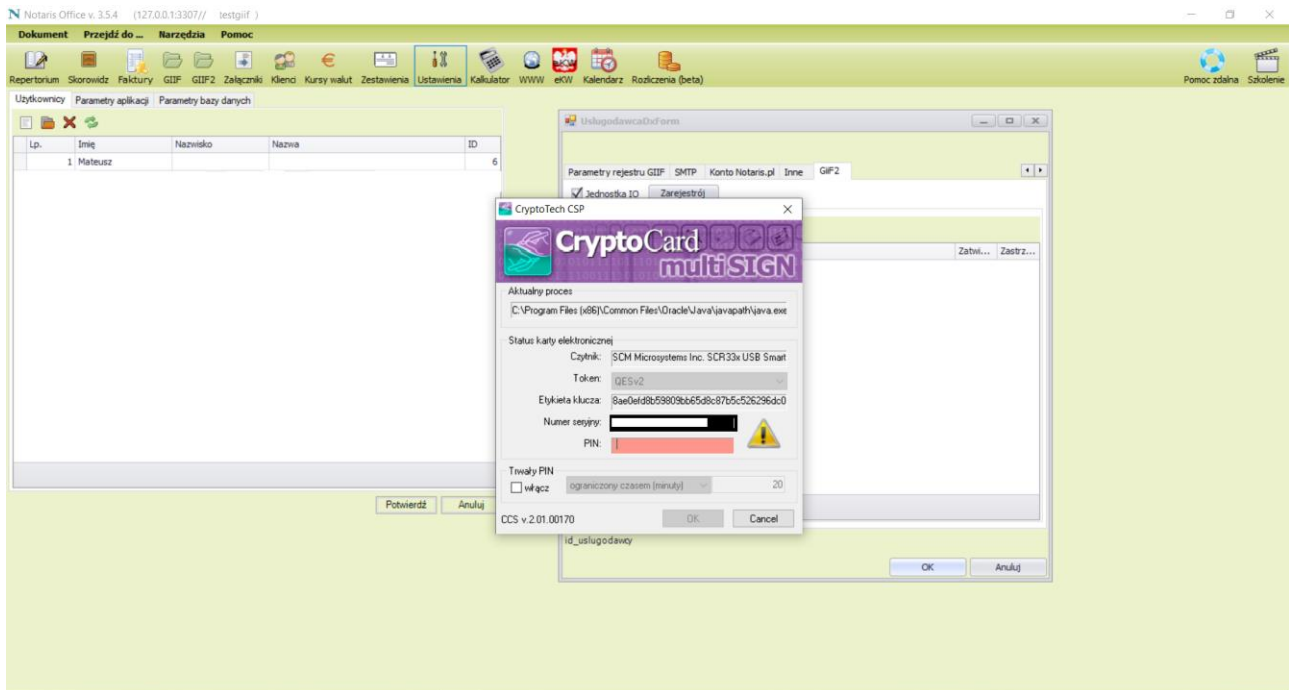 Notaris Office v. 3.5.4 (127.0.0.1:3307// testgiif )
Dokument Przejdź do ... Narzędzia Pomoc
Repertorium Skorowidz Faktury GIIF GIIF2 Załączniki Klienci Kursy walut Zestawienia Ustawienia Kalkulator WWW eKW Kalendarz Rozliczenia (beta) Pomoc zdalna Szkolenie
Użytkownicy Parametry aplikacji Parametry bazy danych
Lp. Imię Nazwisko Nazwa ID
1 Mateusz 6
Potwierdź Anuluj
UslugodawcaDxForm
Parametry rejestru GIIF SMTP Konto Notaris.pl Inne GIIF2
Jednostka IO Zarejestrój
Zatwi... Zastrz...
id_uslugodawcy
OK Anuluj
CryptoTech CSP
CryptoCard
multiSIGN
Aktualny proces
C:\Program Files (x86)\Common Files\Oracle\Java\javapath\java.exe
Status karty elektronicznej
Czytnik: SCM Microsystems Inc. SCR33x USB Smart
Token: QESv2
Etykieta klucza: 8ae0efd8b59809bb65d8c87b5c526296dc0
Numer seryjny:
PIN:
Trwały PIN
włącz ograniczony czasem (minuty) 20
CCS v.2.01.00170 OK Cancel